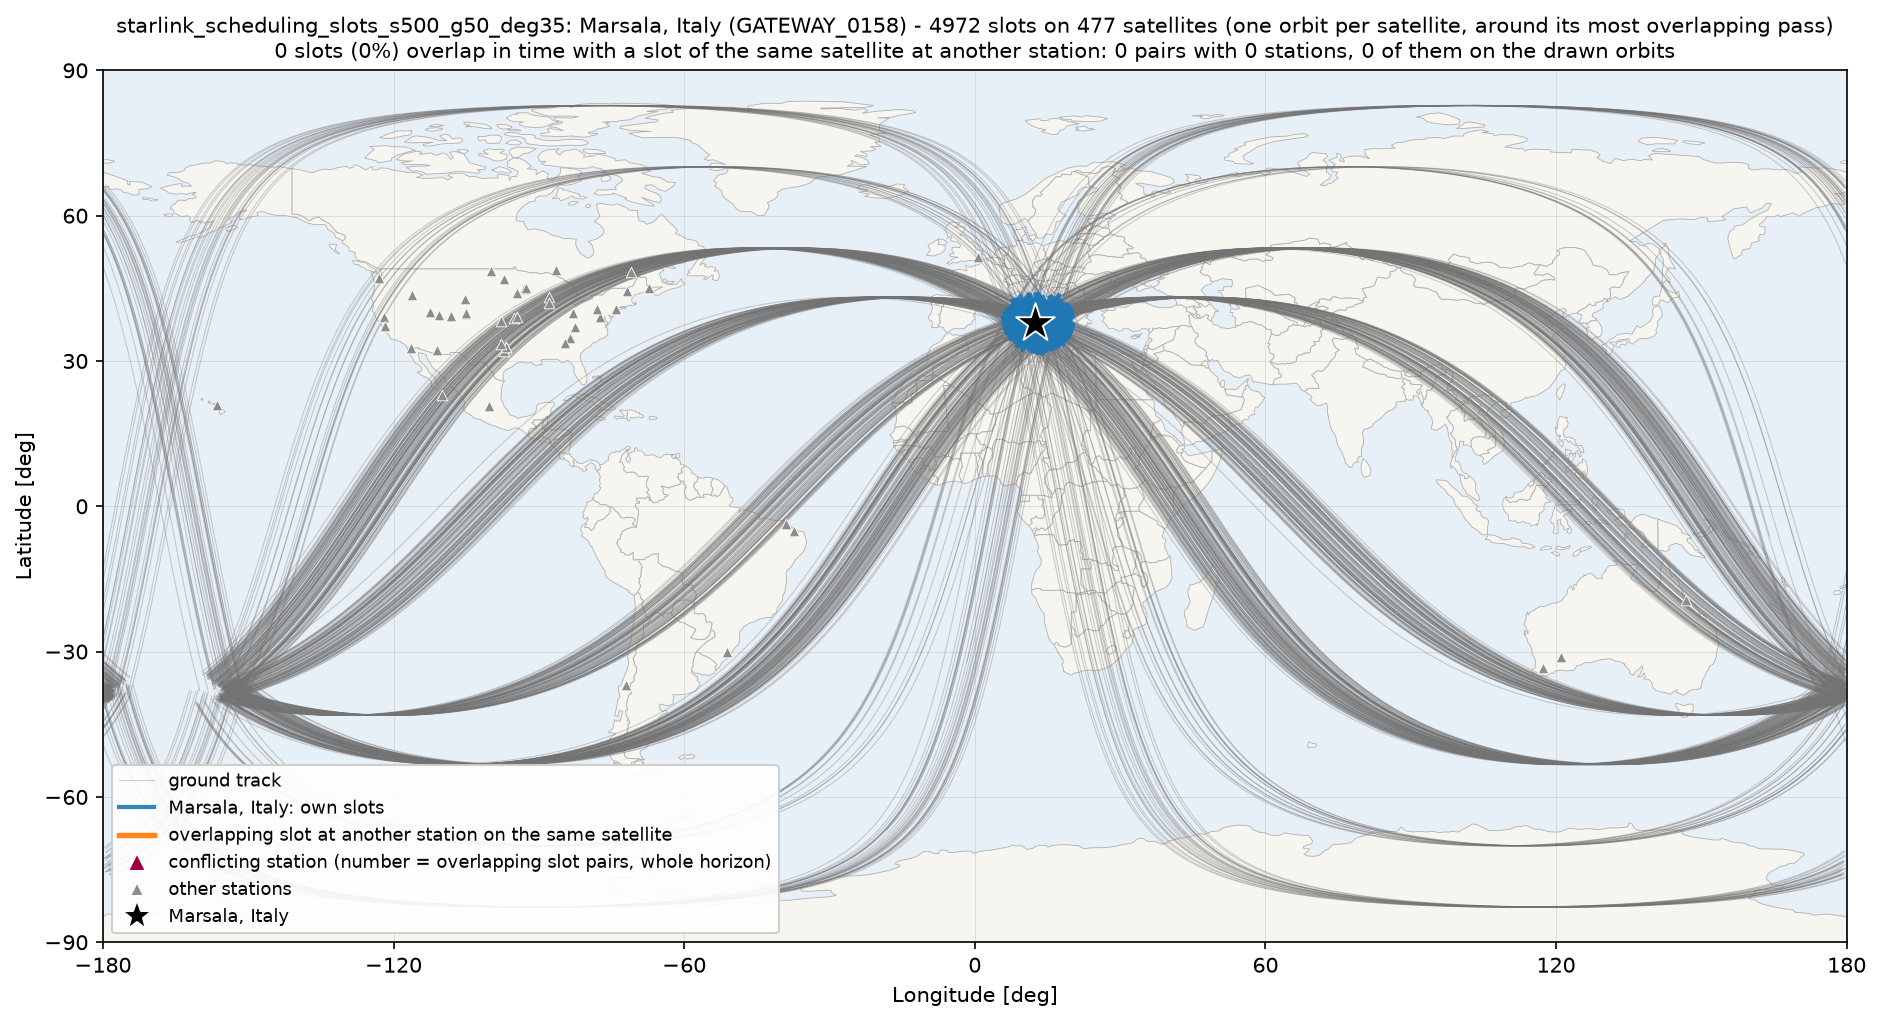 starlink_scheduling_slots_s500_g50_deg35: Marsala, Italy (GATEWAY_0158) - 4972 slots on 477 satellites (one orbit per satellite, around its most overlapping pass)
0 slots (0%) overlap in time with a slot of the same satellite at another station: 0 pairs with 0 stations, 0 of them on the drawn orbits
90
60
30
0
−30
−60
−90
Latitude [deg]
ground track
Marsala, Italy: own slots
overlapping slot at another station on the same satellite
conflicting station (number = overlapping slot pairs, whole horizon)
other stations
Marsala, Italy
−180
−120
−60
0
60
120
180
Longitude [deg]